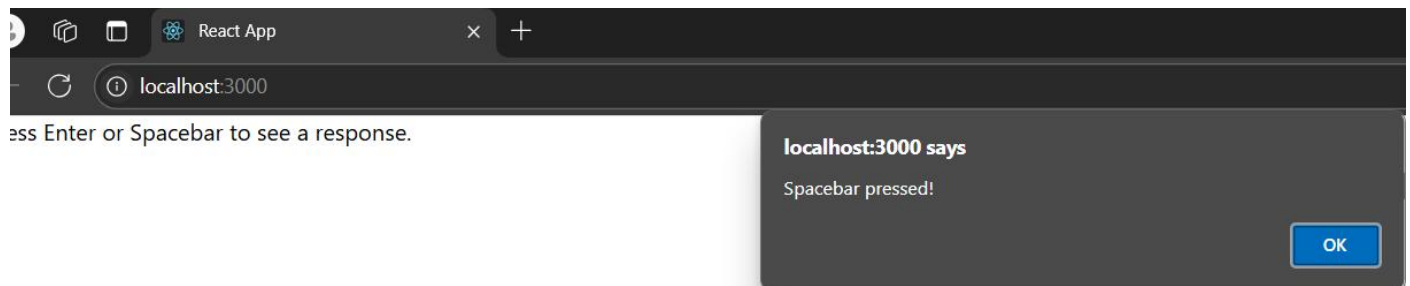 React App
localhost:3000
ess Enter or Spacebar to see a response.
localhost:3000 says
Spacebar pressed!
OK